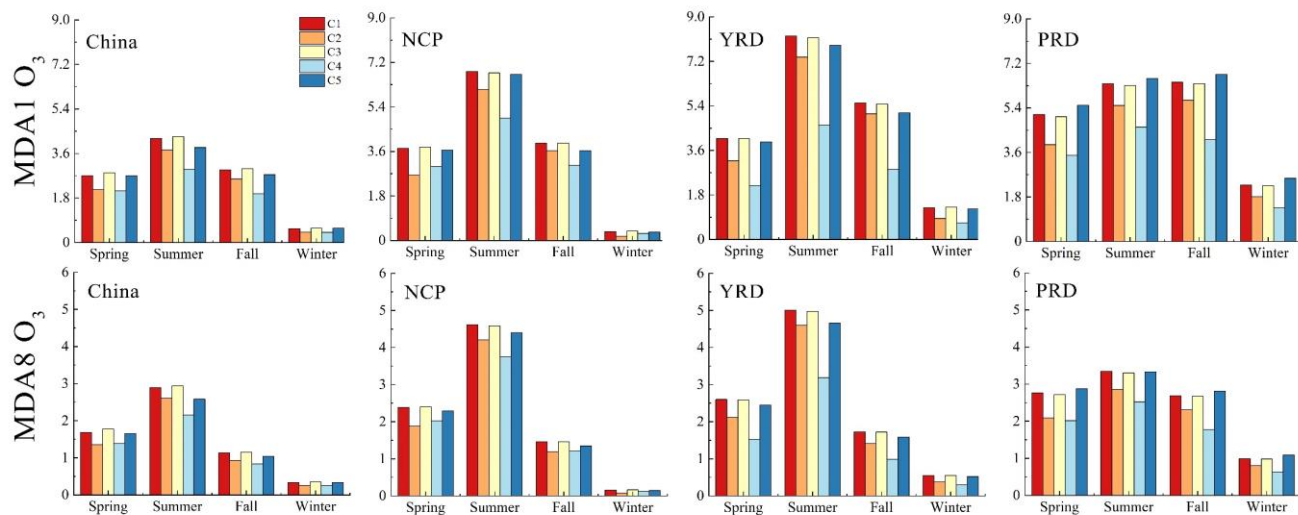 MDA1 O3
9.0
7.2
5.4
3.6
1.8
0
China
C1
C2
C3
C4
C5
Spring Summer Fall Winter
9.0
7.2
5.4
3.6
1.8
0
NCP
Spring Summer Fall Winter
9.0
7.2
5.4
3.6
1.8
0
YRD
Spring Summer Fall Winter
9.0
7.2
5.4
3.6
1.8
0
PRD
Spring Summer Fall Winter
MDA8 O3
6
5
4
3
2
1
0
China
Spring Summer Fall Winter
6
5
4
3
2
1
0
NCP
Spring Summer Fall Winter
6
5
4
3
2
1
0
YRD
Spring Summer Fall Winter
6
5
4
3
2
1
0
PRD
Spring Summer Fall Winter